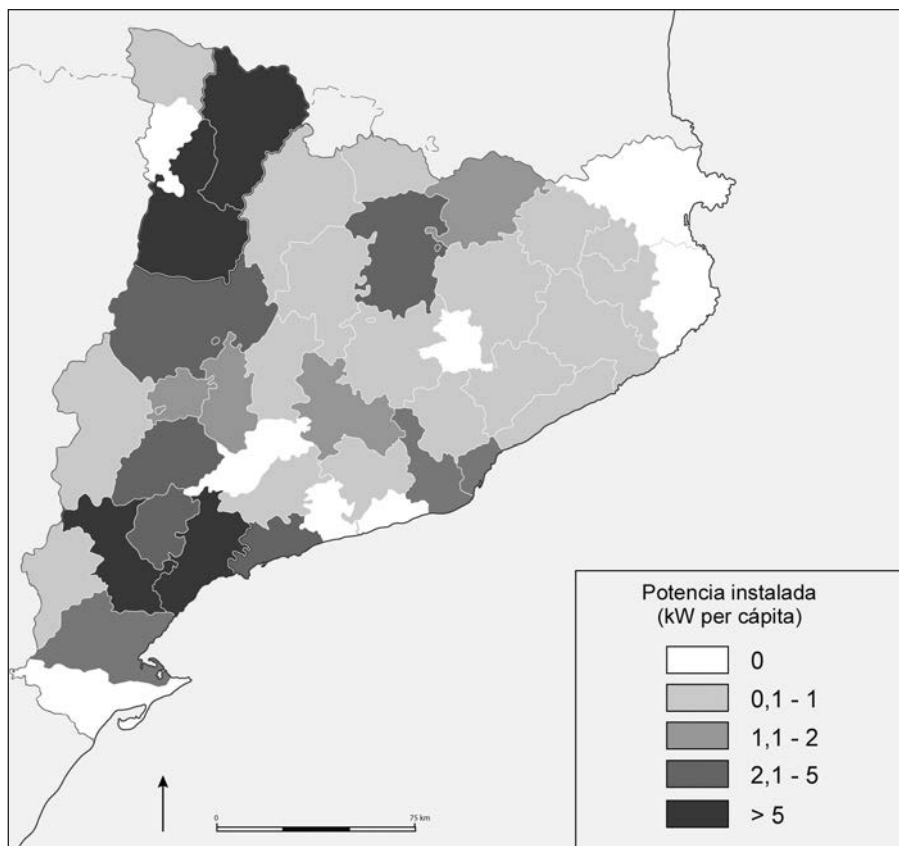 Potencia instalada
(kW per cápita)
0
0,1 - 1
1,1 - 2
2,1 - 5
> 5
0 75 km